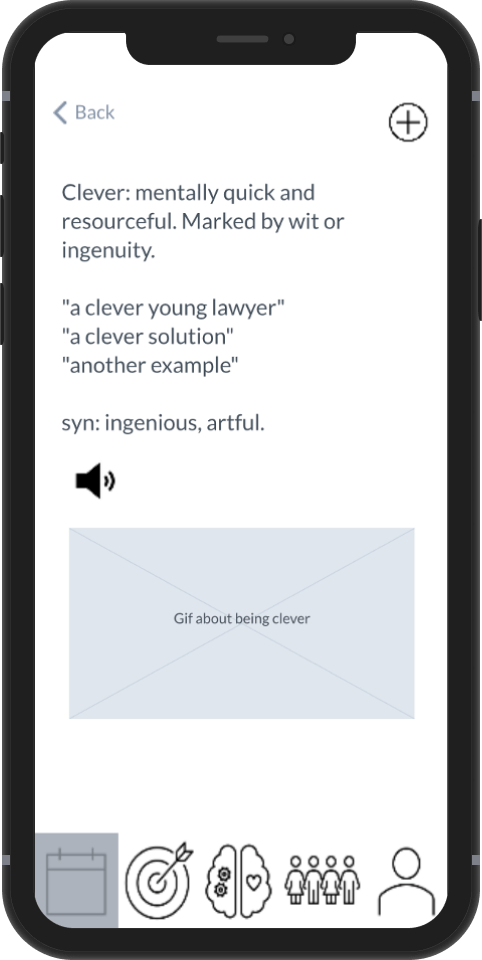 Back
Clever: mentally quick and
resourceful. Marked by wit or
ingenuity.
"a clever young lawyer"
"a clever solution"
"another example"
syn: ingenious, artful.
Gif about being clever